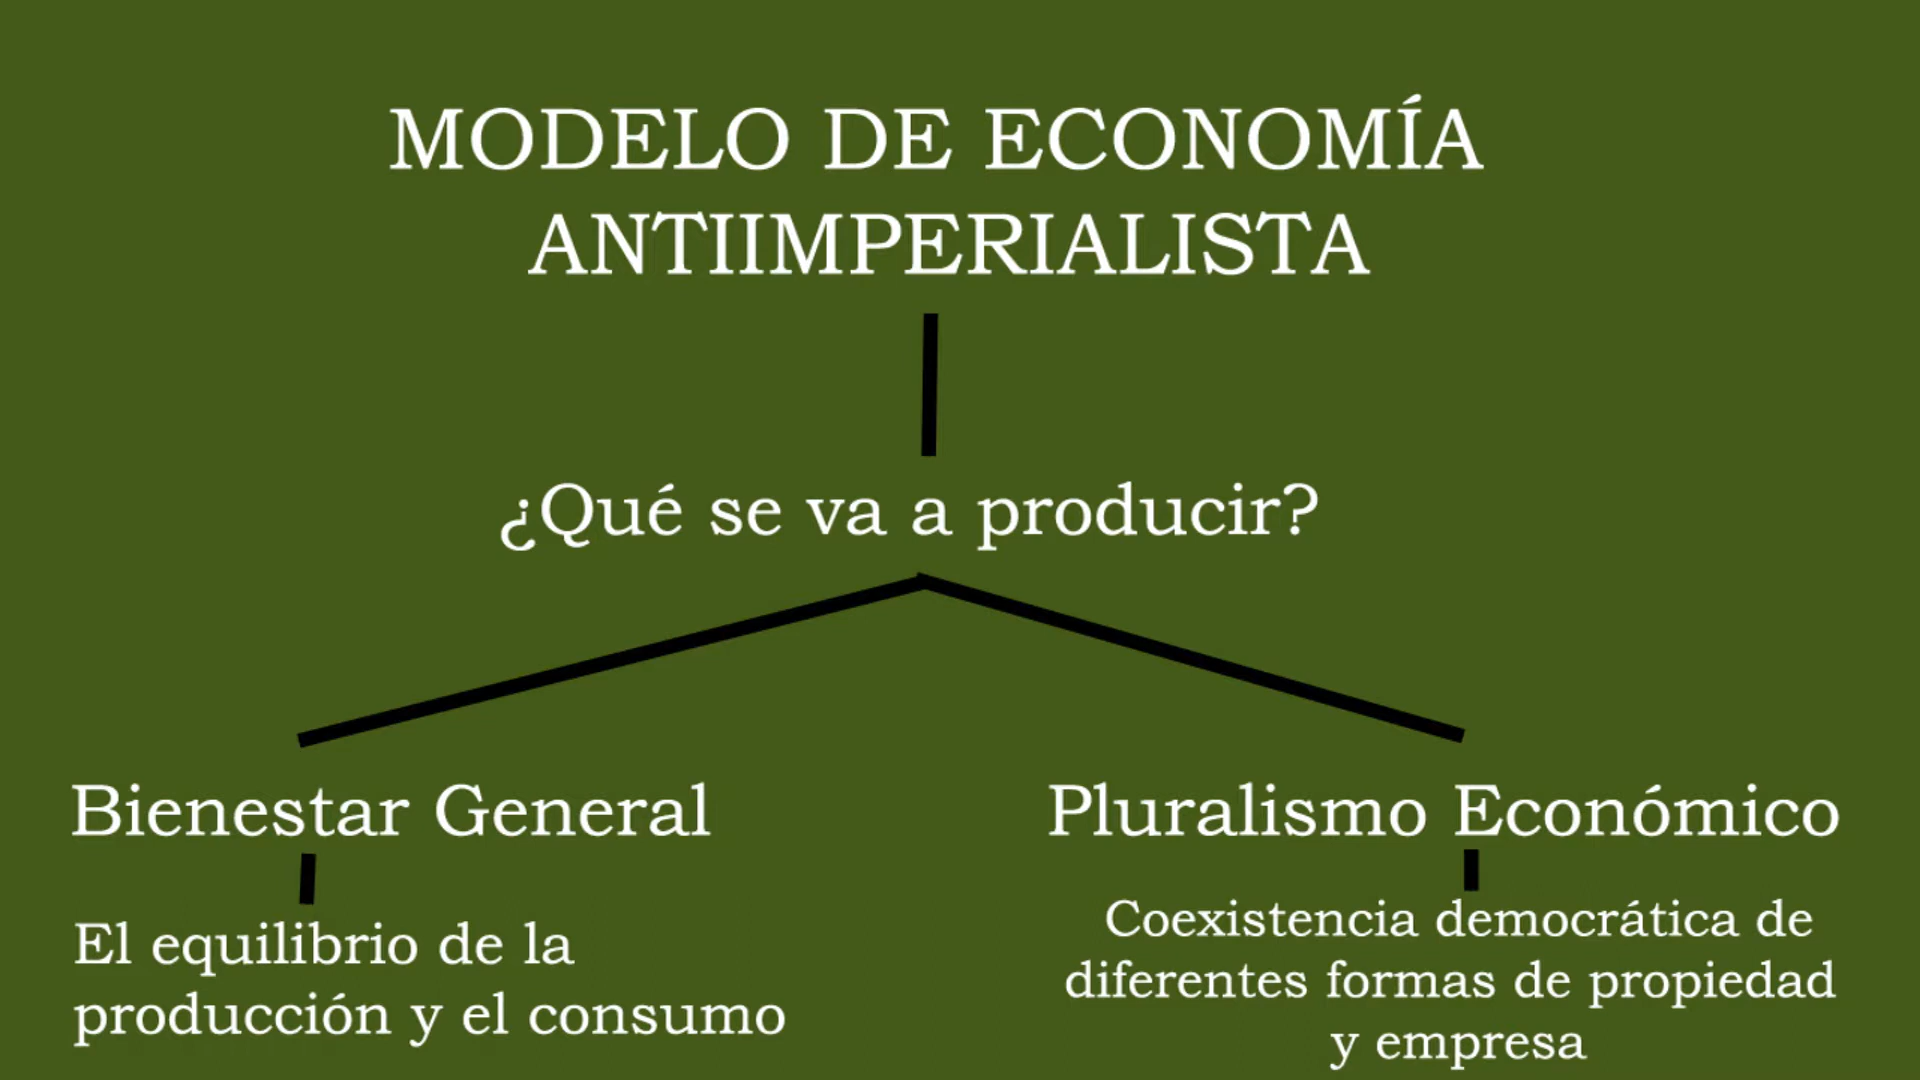 MODELO DE ECONOMÍA
ANTIIMPERIALISTA
¿Qué se va a producir?
Bienestar General
El equilibrio de la
producción y el consumo
Pluralismo Económico
Coexistencia democrática de
diferentes formas de propiedad
y empresa